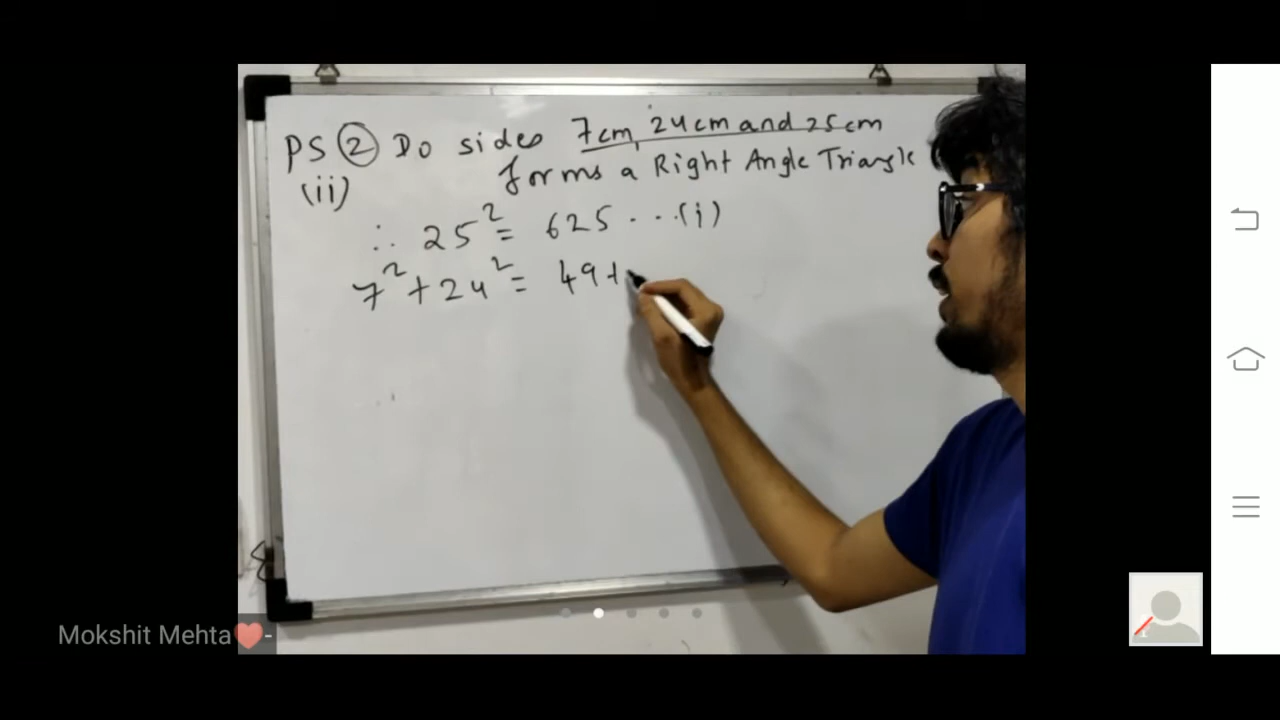 PS ② Do sides 7cm, 24cm and 25cm
(ii) forms a Right Angle Triangle
∴ 25² = 625 ...(i)
7² + 24² = 49+
Mokshit Mehta❤️-